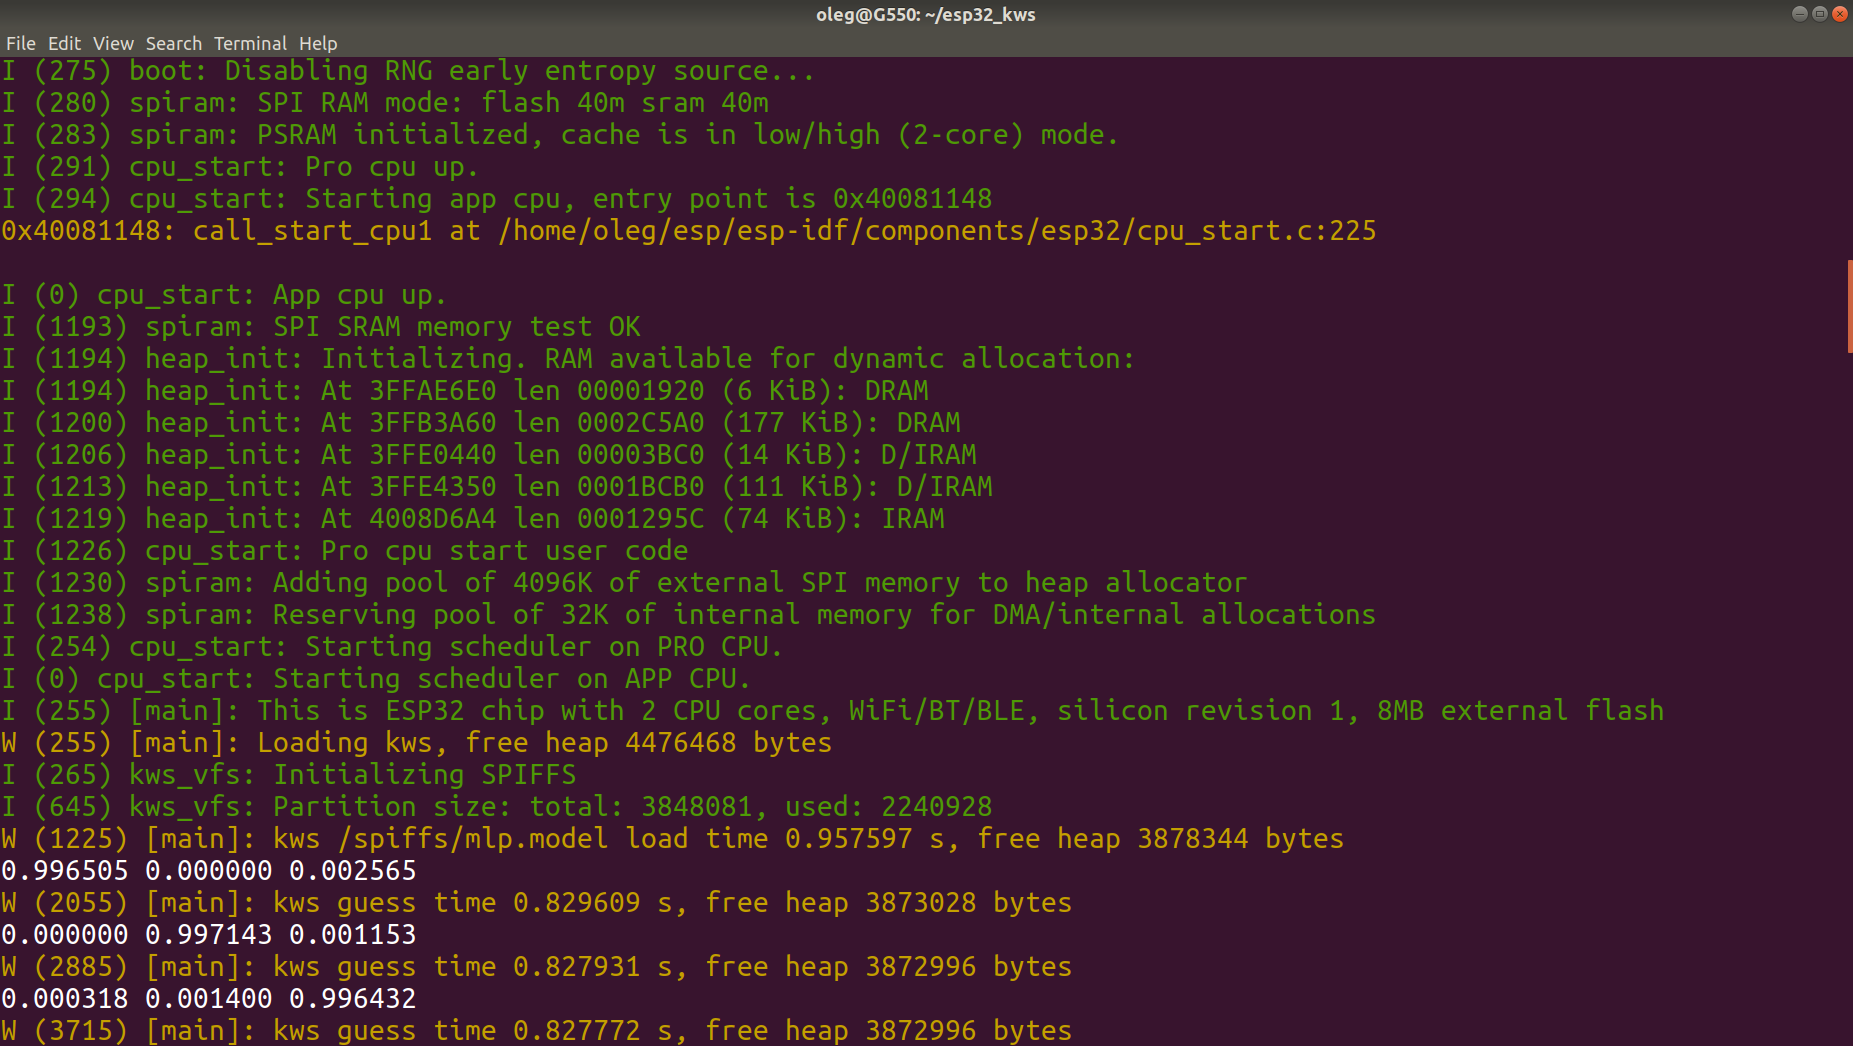 oleg@G550: ~/esp32_kws
File Edit View Search Terminal Help
I (275) boot: Disabling RNG early entropy source...
I (280) spiram: SPI RAM mode: flash 40m sram 40m
I (283) spiram: PSRAM initialized, cache is in low/high (2-core) mode.
I (291) cpu_start: Pro cpu up.
I (294) cpu_start: Starting app cpu, entry point is 0x40081148
0x40081148: call_start_cpu1 at /home/oleg/esp/esp-idf/components/esp32/cpu_start.c:225
I (0) cpu_start: App cpu up.
I (1193) spiram: SPI SRAM memory test OK
I (1194) heap_init: Initializing. RAM available for dynamic allocation:
I (1194) heap_init: At 3FFAE6E0 len 00001920 (6 KiB): DRAM
I (1200) heap_init: At 3FFB3A60 len 0002C5A0 (177 KiB): DRAM
I (1206) heap_init: At 3FFE0440 len 00003BC0 (14 KiB): D/IRAM
I (1213) heap_init: At 3FFE4350 len 0001BCB0 (111 KiB): D/IRAM
I (1219) heap_init: At 4008D6A4 len 0001295C (74 KiB): IRAM
I (1226) cpu_start: Pro cpu start user code
I (1230) spiram: Adding pool of 4096K of external SPI memory to heap allocator
I (1238) spiram: Reserving pool of 32K of internal memory for DMA/internal allocations
I (254) cpu_start: Starting scheduler on PRO CPU.
I (0) cpu_start: Starting scheduler on APP CPU.
I (255) [main]: This is ESP32 chip with 2 CPU cores, WiFi/BT/BLE, silicon revision 1, 8MB external flash
W (255) [main]: Loading kws, free heap 4476468 bytes
I (265) kws_vfs: Initializing SPIFFS
I (645) kws_vfs: Partition size: total: 3848081, used: 2240928
W (1225) [main]: kws /spiffs/mlp.model load time 0.957597 s, free heap 3878344 bytes
0.996505 0.000000 0.002565
W (2055) [main]: kws guess time 0.829609 s, free heap 3873028 bytes
0.000000 0.997143 0.001153
W (2885) [main]: kws guess time 0.827931 s, free heap 3872996 bytes
0.000318 0.001400 0.996432
W (3715) [main]: kws guess time 0.827772 s, free heap 3872996 bytes